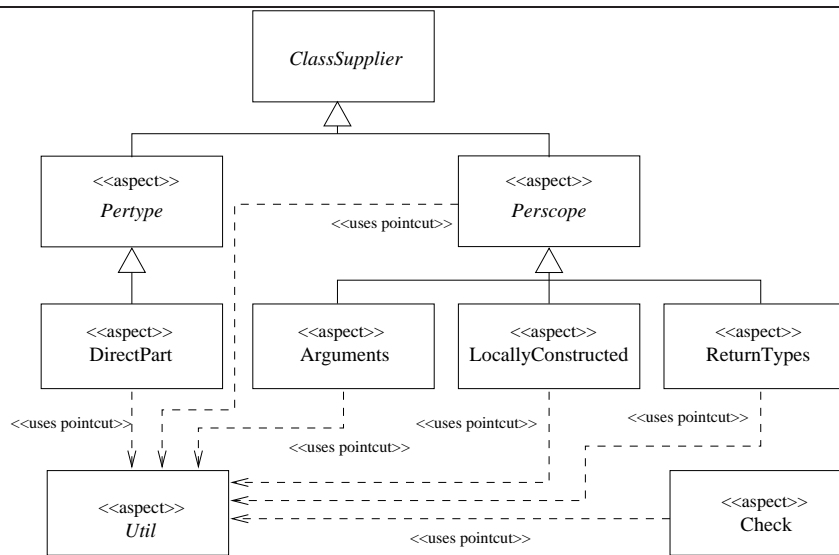 ClassSupplier
<<aspect>>
Pertype
<<aspect>>
Perscope
<<uses pointcut>>
<<aspect>>
DirectPart
<<aspect>>
Arguments
<<aspect>>
LocallyConstructed
<<aspect>>
ReturnTypes
<<uses pointcut>>
<<uses pointcut>>
<<uses pointcut>>
<<uses pointcut>>
<<aspect>>
Util
<<aspect>>
Check
<<uses pointcut>>